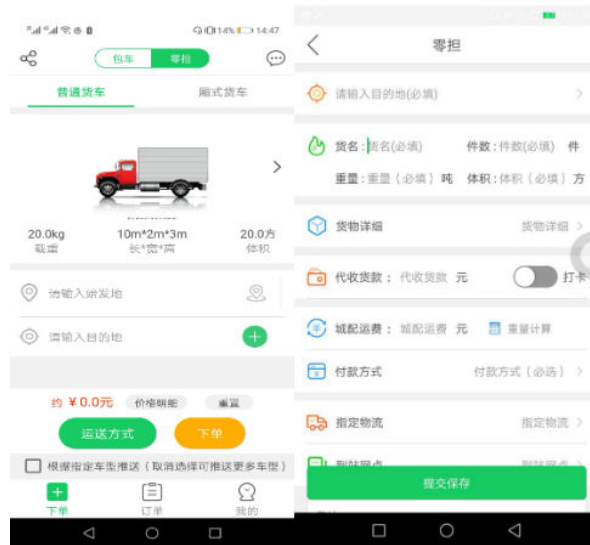 14% 14:47
包车 零担
普通货车 厢式货车
20.0kg 10m*2m*3m 20.0方
载重 长*宽*高 体积
请输入始发地
请输入目的地
约 ¥0.0元 价格明细 重置
运送方式 下单
根据指定车型推送(取消选择可推送更多车型)
下单 订单 我的
零担
请输入目的地(必填)
货名:货名(必填) 件数:件数(必填) 件
重量:重量(必填) 吨 体积:体积(必填) 方
货物详细 货物详细
代收货款: 代收货款 元 打卡
城配运费: 城配运费 元 重量计算
付款方式 付款方式(必选)
指定物流 指定物流
到站网点 到站网点
提交保存